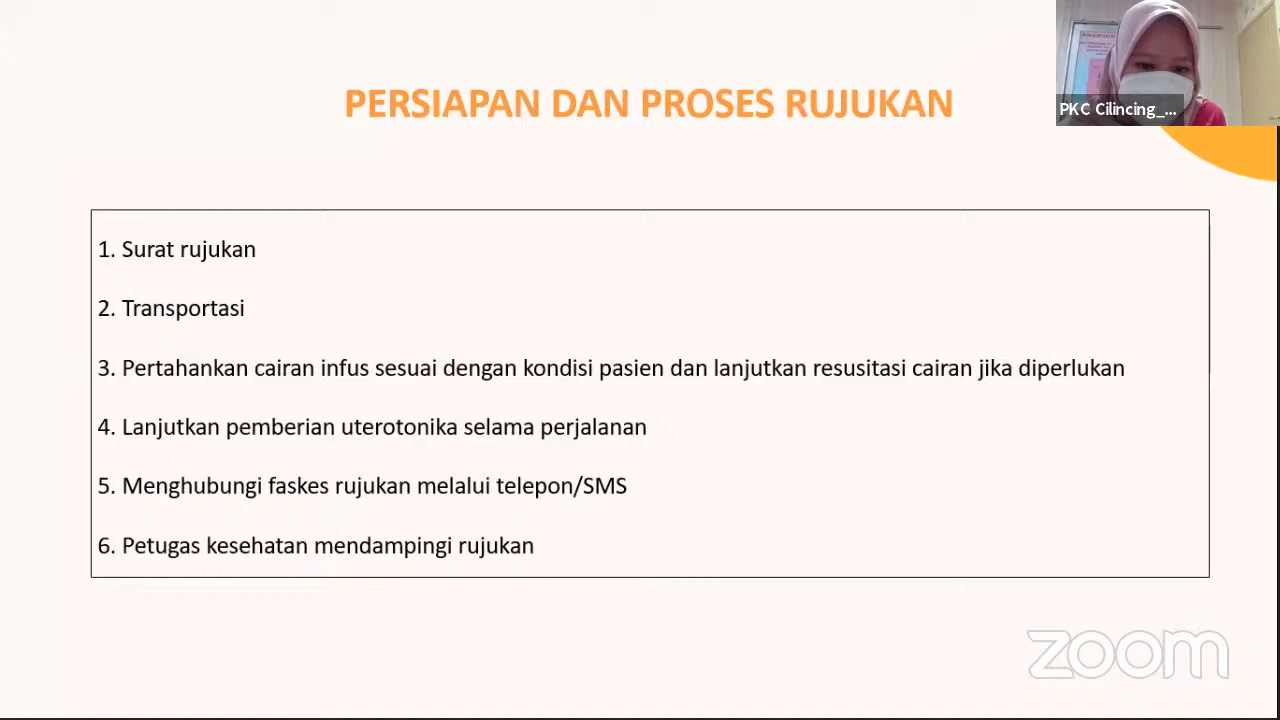 PERSIAPAN DAN PROSES RUJUKAN
PKC Cilincing_...
1. Surat rujukan
2. Transportasi
3. Pertahankan cairan infus sesuai dengan kondisi pasien dan lanjutkan resusitasi cairan jika diperlukan
4. Lanjutkan pemberian uterotonika selama perjalanan
5. Menghubungi faskes rujukan melalui telepon/SMS
6. Petugas kesehatan mendampingi rujukan
zoom